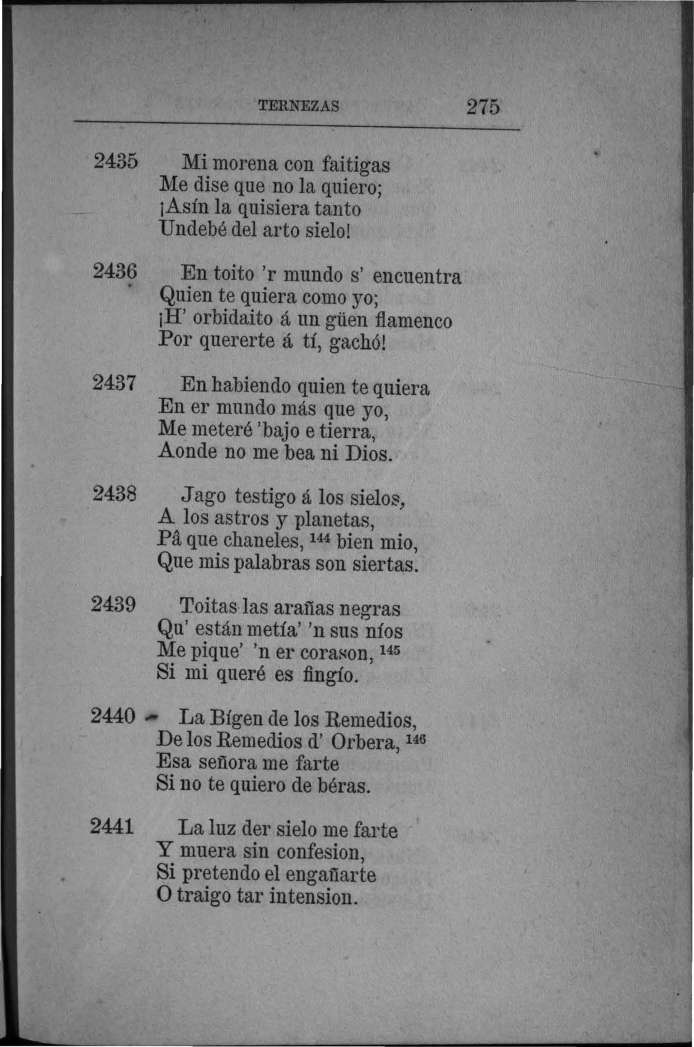 TERNEZAS 275
2435 Mi morena con faitigas
Me dise que no la quiero;
¡Asín la quisiera tanto
Undebé del arto sielo!
2436 En toito 'r mundo s' encuentra
Quien te quiera como yo;
¡H' orbidaito á un güen flamenco
Por quererte á tí, gachó!
2437 En habiendo quien te quiera
En er mundo más que yo,
Me meteré 'bajo e tierra,
Aonde no me bea ni Dios.
2438 Jago testigo á los sielos,
A los astros y planetas,
Pâ que chaneles, ¹⁴⁴ bien mio,
Que mis palabras son siertas.
2439 Toitas las arañas negras
Qu' están metía' 'n sus níos
Me pique' 'n er corason, ¹⁴⁵
Si mi queré es fingío.
2440 La Bígen de los Remedios,
De los Remedios d' Orbera, ¹⁴⁶
Esa señora me farte
Si no te quiero de béras.
2441 La luz der sielo me farte
Y muera sin confesion,
Si pretendo el engañarte
O traigo tar intension.